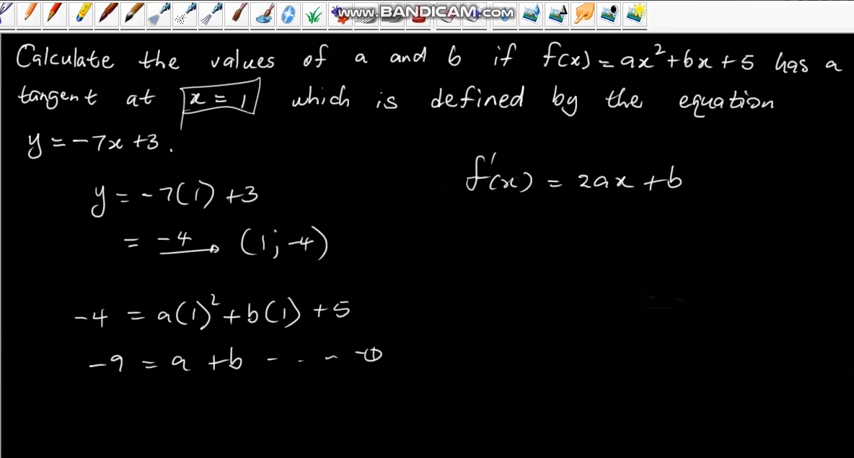 www.BANDICAM.com
Calculate the values of a and b if f(x) = ax² + bx + 5 has a
tangent at x = 1 which is defined by the equation
y = -7x + 3.
f'(x) = 2ax + b
y = -7(1) + 3
= -4 → (1; -4)
-4 = a(1)² + b(1) + 5
-9 = a + b - - - ①